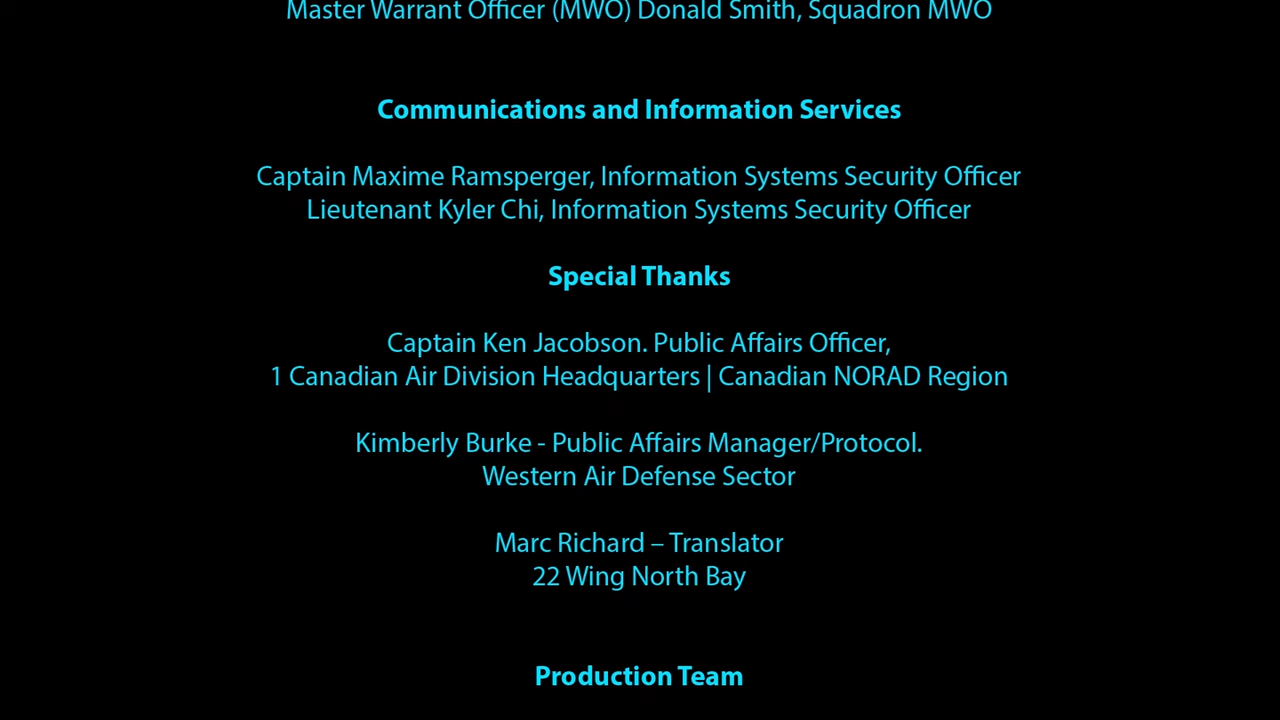 Master Warrant Officer (MWO) Donald Smith, Squadron MWO
Communications and Information Services
Captain Maxime Ramsperger, Information Systems Security Officer
Lieutenant Kyler Chi, Information Systems Security Officer
Special Thanks
Captain Ken Jacobson. Public Affairs Officer,
1 Canadian Air Division Headquarters | Canadian NORAD Region
Kimberly Burke - Public Affairs Manager/Protocol.
Western Air Defense Sector
Marc Richard – Translator
22 Wing North Bay
Production Team